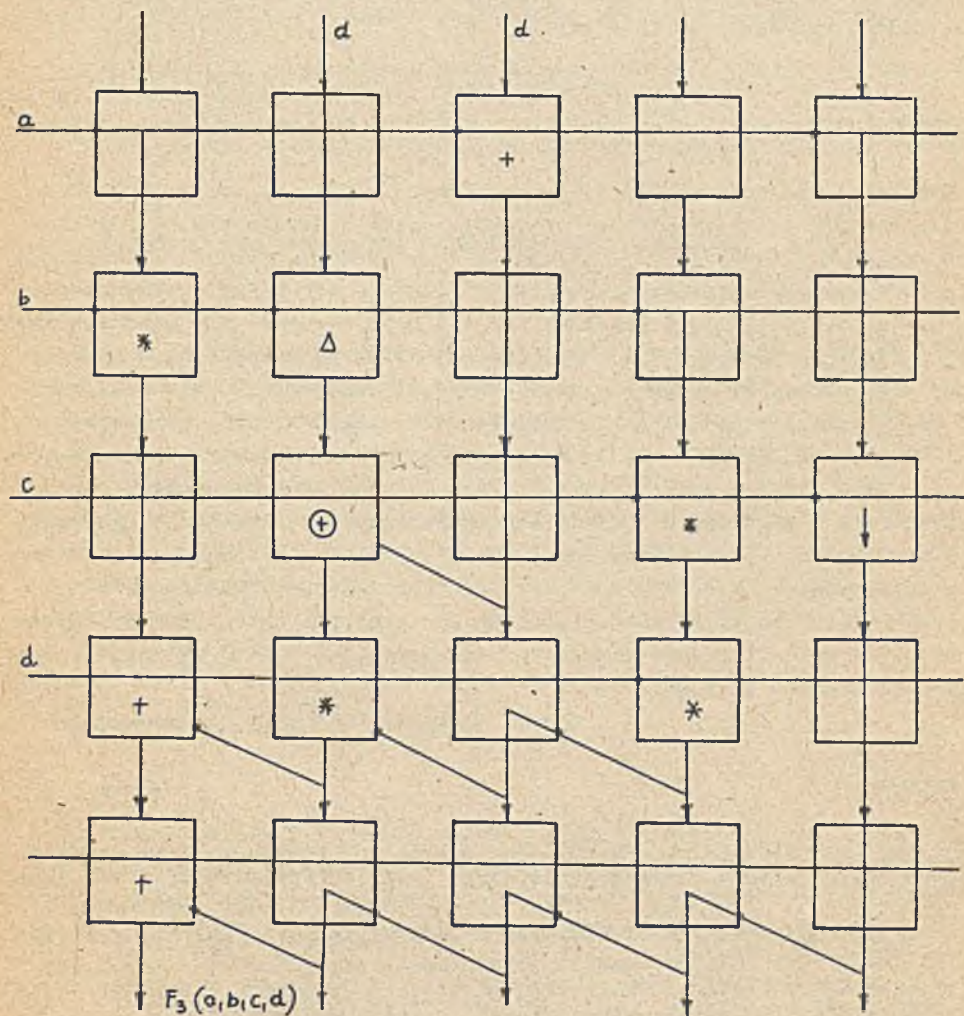 d d
a
+
b
* Δ
c
⊕ * ↓
d
+ * *
+
F₃(a,b,c,d)